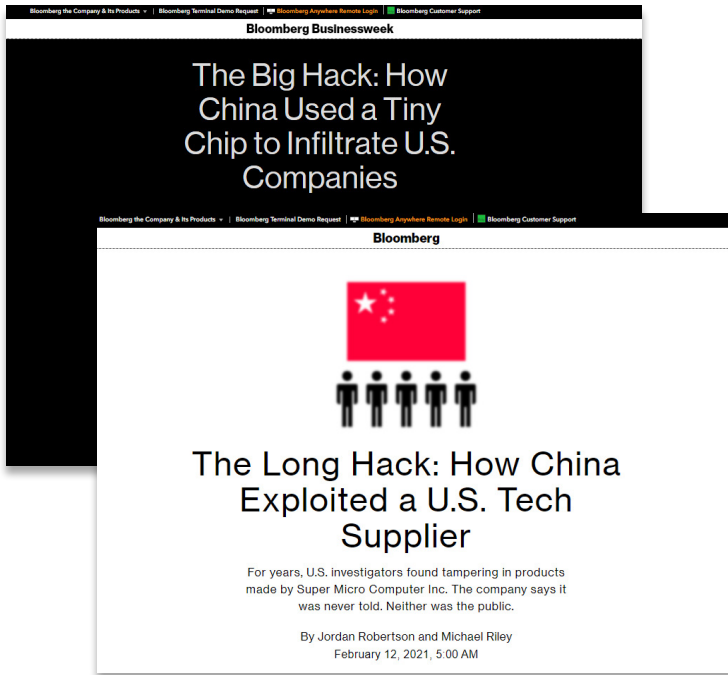 Bloomberg the Company & Its Products | Bloomberg Terminal Demo Request | Bloomberg Anywhere Remote Login | Bloomberg Customer Support
Bloomberg Businessweek
The Big Hack: How
China Used a Tiny
Chip to Infiltrate U.S.
Companies
Bloomberg the Company & Its Products | Bloomberg Terminal Demo Request | Bloomberg Anywhere Remote Login | Bloomberg Customer Support
Bloomberg
The Long Hack: How China
Exploited a U.S. Tech
Supplier
For years, U.S. investigators found tampering in products
made by Super Micro Computer Inc. The company says it
was never told. Neither was the public.
By Jordan Robertson and Michael Riley
February 12, 2021, 5:00 AM